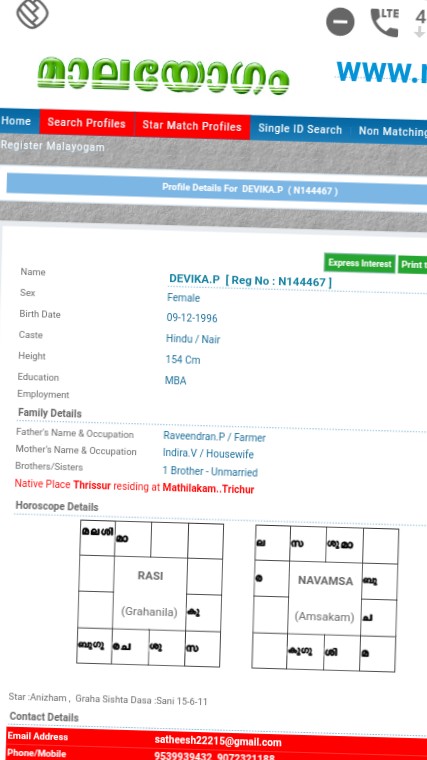 LTE 4
മാലയോഗം www.
Home Search Profiles Star Match Profiles Single ID Search Non Matching
Register Malayogam
Profile Details For DEVIKA.P ( N144467 )
Express Interest Print
Name DEVIKA.P [ Reg No : N144467 ]
Sex Female
Birth Date 09-12-1996
Caste Hindu / Nair
Height 154 Cm
Education MBA
Employment
Family Details
Father's Name & Occupation Raveendran.P / Farmer
Mother's Name & Occupation Indira.V / Housewife
Brothers/Sisters 1 Brother - Unmarried
Native Place Thrissur residing at Mathilakam..Trichur
Horoscope Details
മ ല ശി മാ
RASI
(Grahanila) കു
ബുഗു ര ച ശു സ
ല സ ശുമാ
ര NAVAMSA ബു
(Amsakam) ച
കുഗു ശി മ
Star :Anizham , Graha Sishta Dasa :Sani 15-6-11
Contact Details
Email Address satheesh22215@gmail.com
Phone/Mobile 9539939432, 9072321188